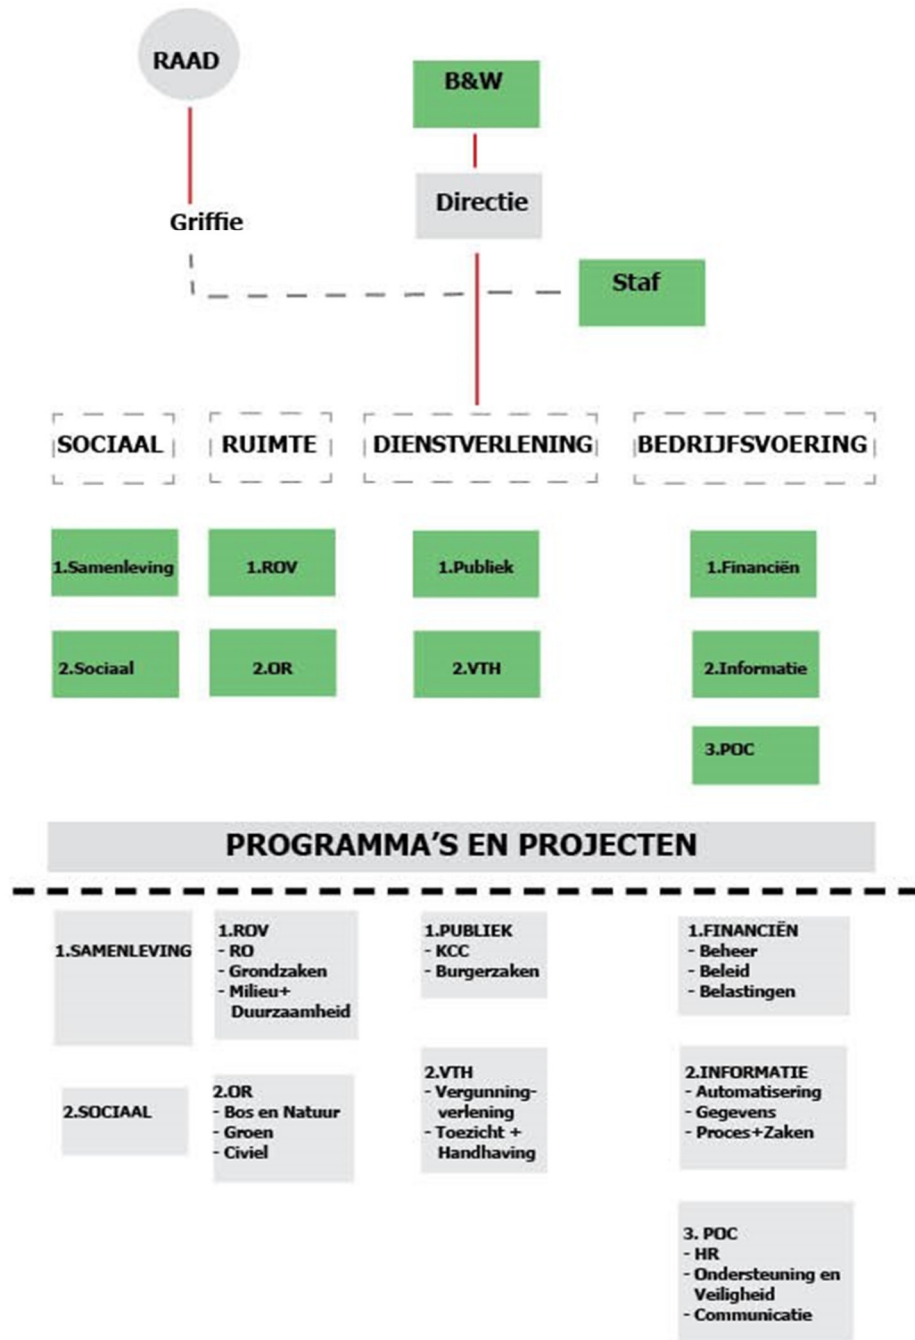 RAAD
B&W
Directie
Griffie
Staf
SOCIAAL
RUIMTE
DIENSTVERLENING
BEDRIJFSVOERING
1.Samenleving
1.ROV
1.Publiek
1.Financiën
2.Sociaal
2.OR
2.VTH
2.Informatie
3.POC
PROGRAMMA'S EN PROJECTEN
1.SAMENLEVING
1.ROV
- RO
- Grondzaken
- Milieu+
Duurzaamheid
1.PUBLIEK
- KCC
- Burgerzaken
1.FINANCIËN
- Beheer
- Beleid
- Belastingen
2.SOCIAAL
2.OR
- Bos en Natuur
- Groen
- Civiel
2.VTH
- Vergunning-
verlening
- Toezicht +
Handhaving
2.INFORMATIE
- Automatisering
- Gegevens
- Proces+Zaken
3. POC
- HR
- Ondersteuning en
Veiligheid
- Communicatie